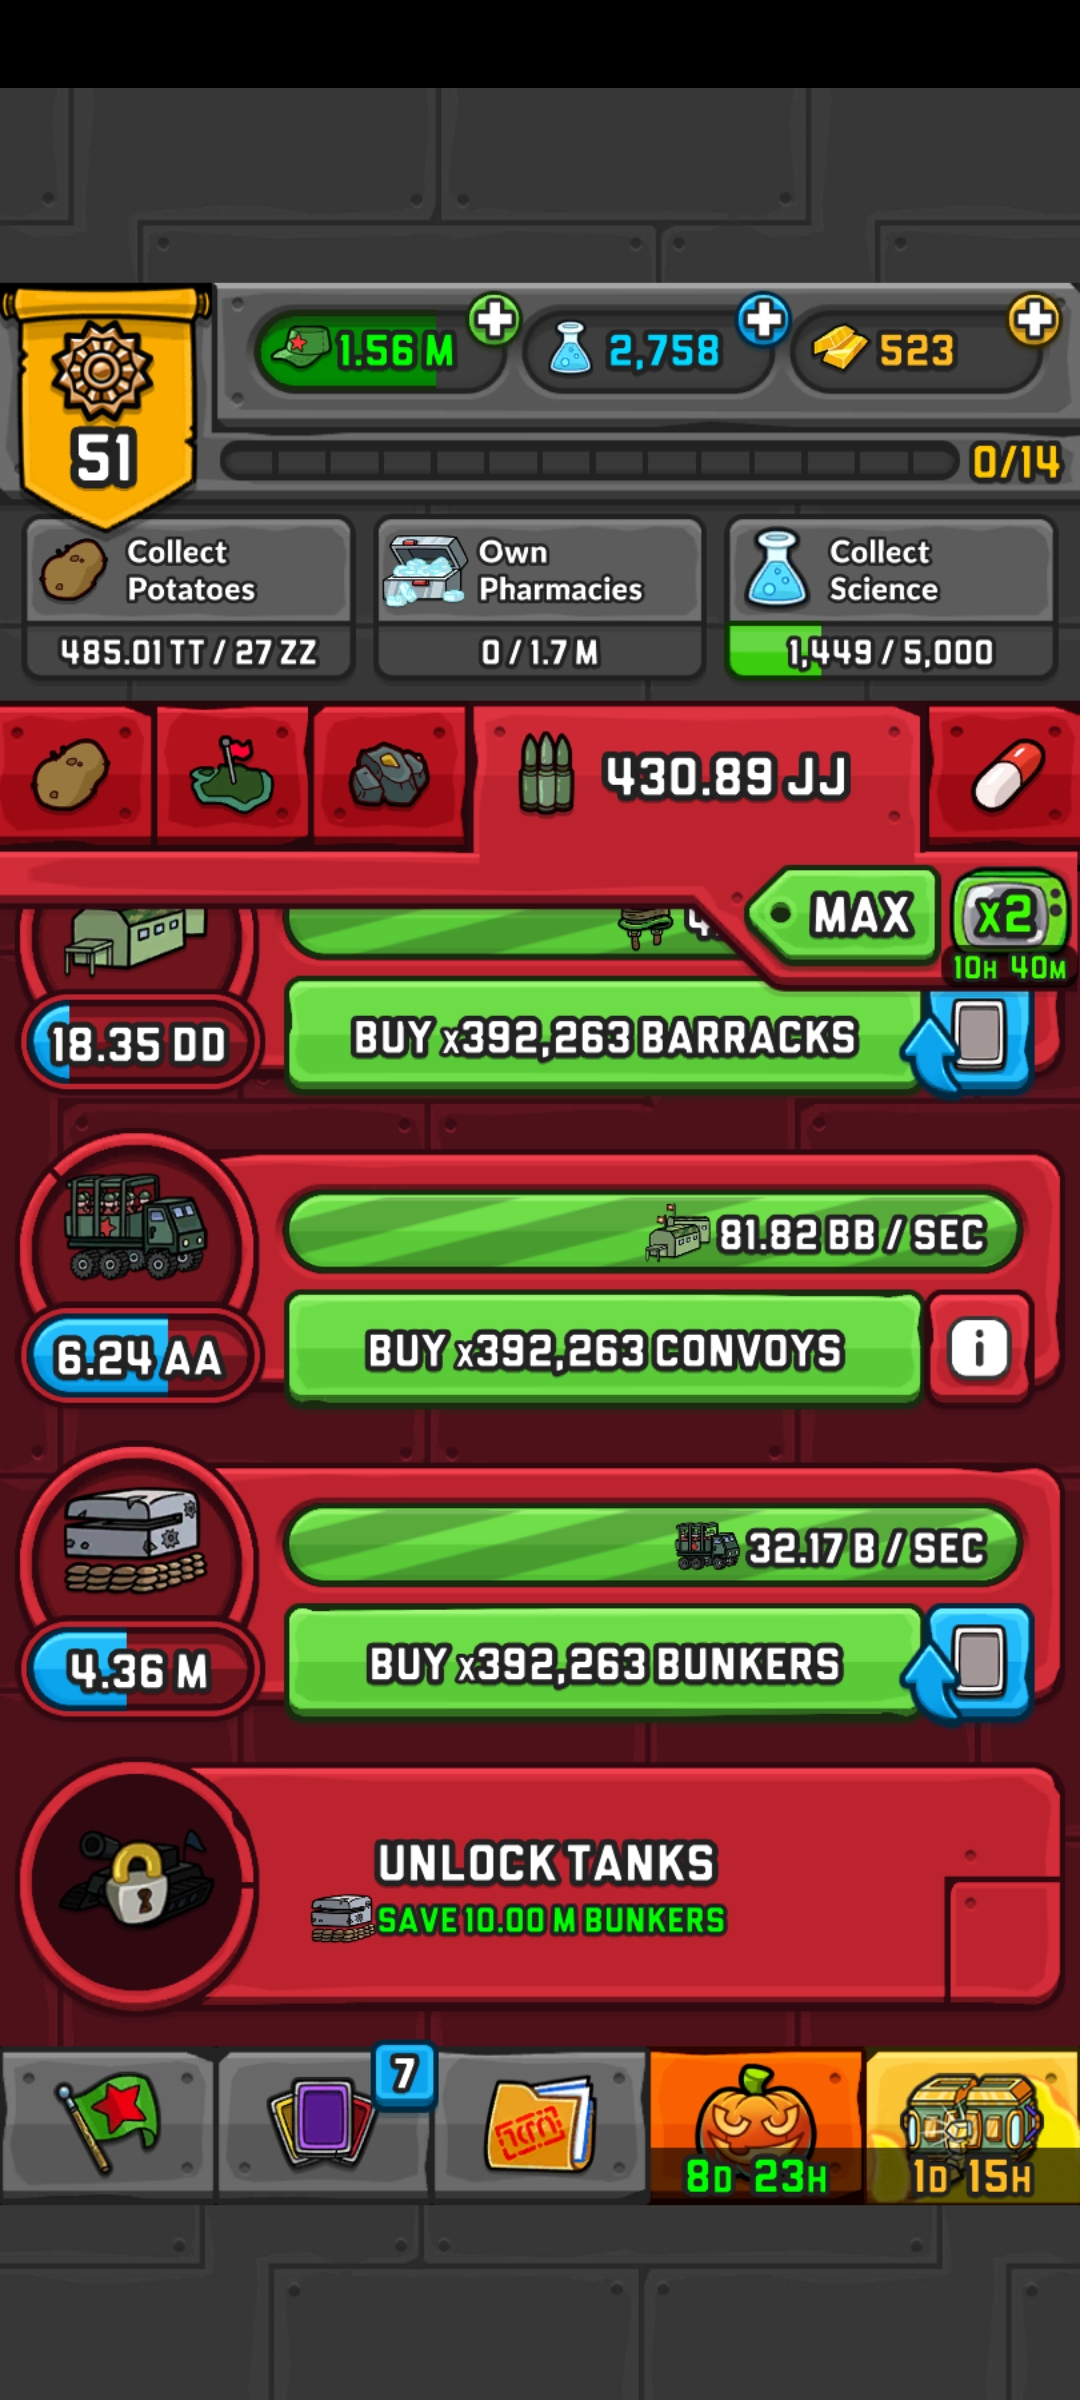 1.56 M
2,758
523
51
0/14
Collect
Potatoes
485.01 TT / 27 ZZ
Own
Pharmacies
0 / 1.7 M
Collect
Science
1,449 / 5,000
430.89 JJ
MAX
x2
10H 40M
18.35 DD
BUY x392,263 BARRACKS
81.82 BB / SEC
6.24 AA
BUY x392,263 CONVOYS
i
32.17 B / SEC
4.36 M
BUY x392,263 BUNKERS
UNLOCK TANKS
SAVE 10.00 M BUNKERS
7
8D 23H
1D 15H